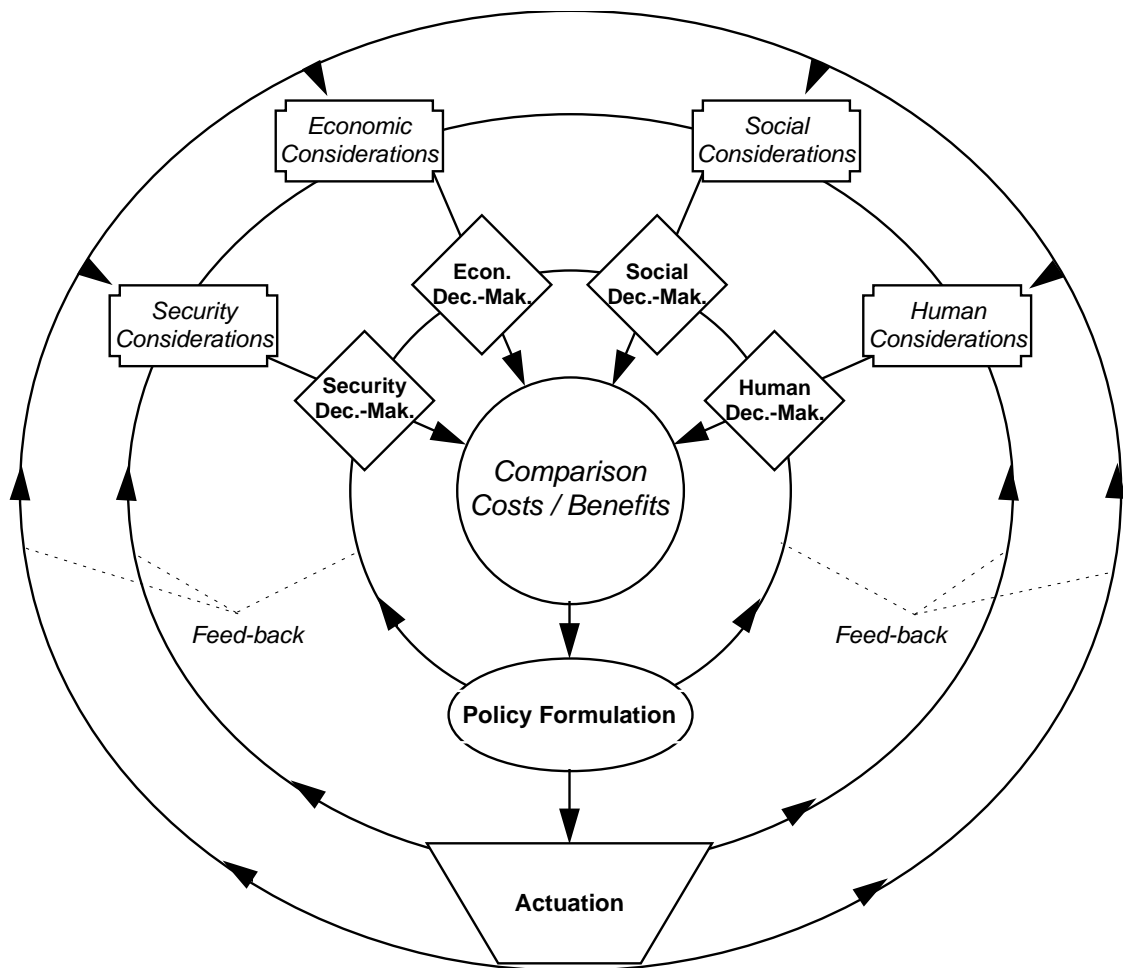 Economic
Considerations
Social
Considerations
Econ.
Dec.-Mak.
Social
Dec.-Mak.
Security
Considerations
Human
Considerations
Security
Dec.-Mak.
Human
Dec.-Mak.
Comparison
Costs / Benefits
Feed-back
Feed-back
Policy Formulation
Actuation